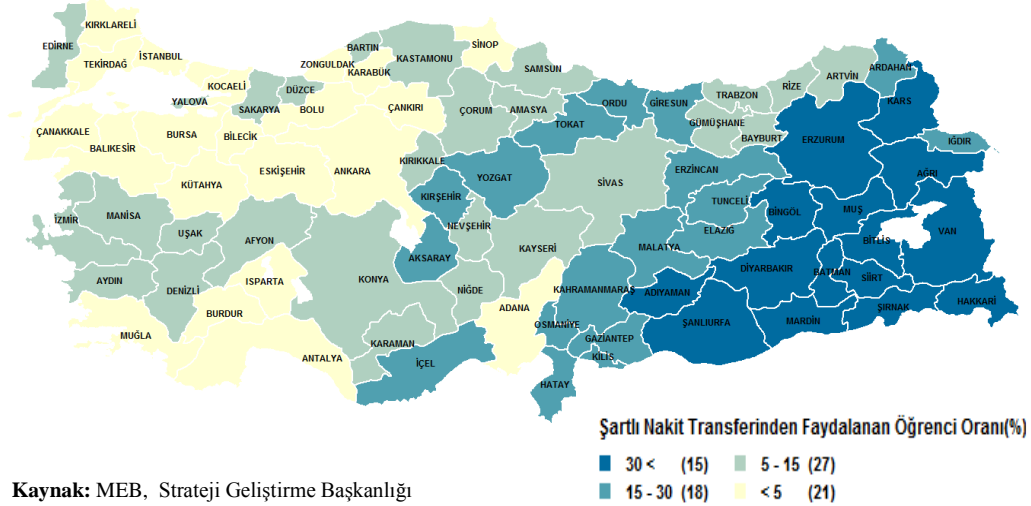 KIRKLARELİ
EDİRNE
TEKİRDAĞ
İSTANBUL
KOCAELİ
YALOVA
SAKARYA
DÜZCE
ZONGULDAK
BARTIN
KARABÜK
KASTAMONU
SİNOP
SAMSUN
BOLU
ÇANKIRI
ÇORUM
AMASYA
ORDU
GİRESUN
TOKAT
TRABZON
RİZE
ARTVİN
ARDAHAN
KARS
GÜMÜŞHANE
BAYBURT
ERZURUM
IĞDIR
AĞRI
ÇANAKKALE
BALIKESİR
BURSA
BİLECİK
KÜTAHYA
ESKİŞEHİR
ANKARA
KIRIKKALE
YOZGAT
KIRŞEHİR
SİVAS
ERZİNCAN
TUNCELİ
BİNGÖL
MUŞ
BİTLİS
VAN
İZMİR
MANİSA
UŞAK
AFYON
NEVŞEHİR
KAYSERİ
MALATYA
ELAZIĞ
AYDIN
DENİZLİ
ISPARTA
BURDUR
KONYA
AKSARAY
NİĞDE
KAHRAMANMARAŞ
ADIYAMAN
DİYARBAKIR
BATMAN
SİİRT
ŞIRNAK
HAKKARİ
MUĞLA
ANTALYA
KARAMAN
İÇEL
ADANA
OSMANİYE
GAZİANTEP
KİLİS
HATAY
ŞANLIURFA
MARDİN
Şartlı Nakit Transferinden Faydalanan Öğrenci Oranı(%)
30 < (15) 5 - 15 (27)
15 - 30 (18) < 5 (21)
Kaynak: MEB, Strateji Geliştirme Başkanlığı